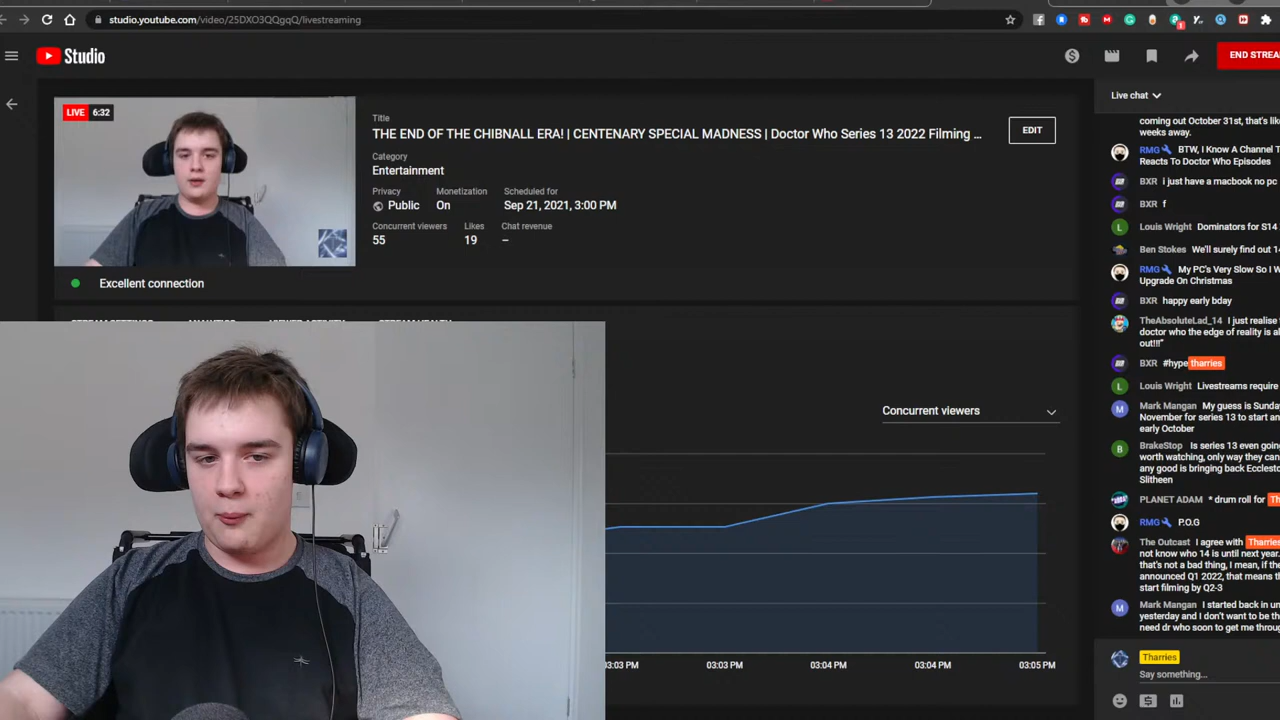 studio.youtube.com/video/25DXO3QQgqQ/livestreaming
Studio
END STREA
LIVE 6:32
Title
THE END OF THE CHIBNALL ERA! | CENTENARY SPECIAL MADNESS | Doctor Who Series 13 2022 Filming ...
EDIT
Category
Entertainment
Privacy Monetization Scheduled for
Public On Sep 21, 2021, 3:00 PM
Concurrent viewers Likes Chat revenue
55 19 –
Excellent connection
Concurrent viewers
03:03 PM 03:03 PM 03:04 PM 03:04 PM 03:05 PM
Live chat
coming out October 31st, that's like
weeks away.
RMG BTW, I Know A Channel T
Reacts To Doctor Who Episodes
BXR i just have a macbook no pc
BXR f
Louis Wright Dominators for S14
Ben Stokes We'll surely find out 14
RMG My PC's Very Slow So I W
Upgrade On Christmas
BXR happy early bday
TheAbsoluteLad_14 I just realise
doctor who the edge of reality is al
out!!!"
BXR #hype tharries
Louis Wright Livestreams require
Mark Mangan My guess is Sunda
November for series 13 to start an
early October
BrakeStop Is series 13 even going
worth watching, only way they can
any good is bringing back Ecclest
Slitheen
PLANET ADAM * drum roll for Th
RMG P.O.G
The Outcast I agree with Tharries
not know who 14 is until next year.
that's not a bad thing, I mean, if the
announced Q1 2022, that means th
start filming by Q2-3
Mark Mangan I started back in un
yesterday and I don't want to be th
need dr who soon to get me throug
Tharries
Say something...